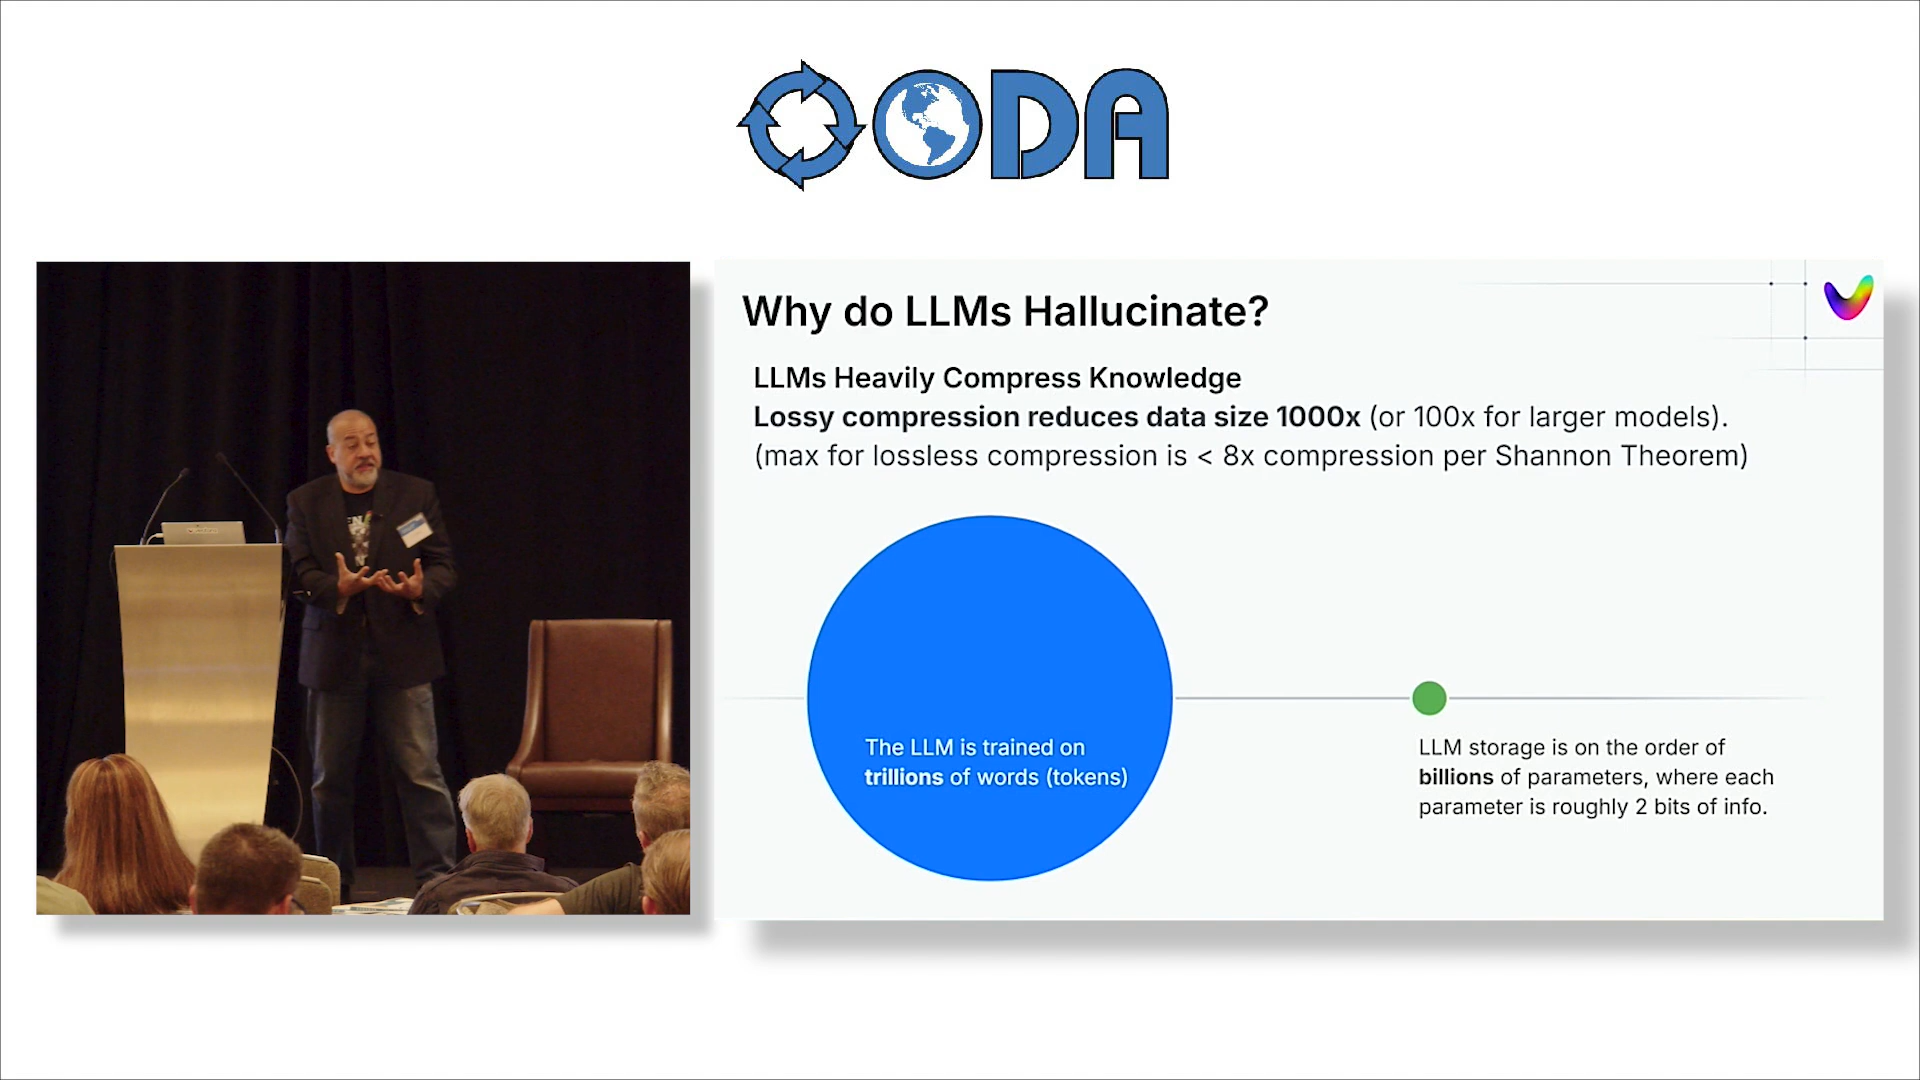 OODA
Why do LLMs Hallucinate?
LLMs Heavily Compress Knowledge
Lossy compression reduces data size 1000x (or 100x for larger models).
(max for lossless compression is < 8x compression per Shannon Theorem)
The LLM is trained on
trillions of words (tokens)
LLM storage is on the order of
billions of parameters, where each
parameter is roughly 2 bits of info.